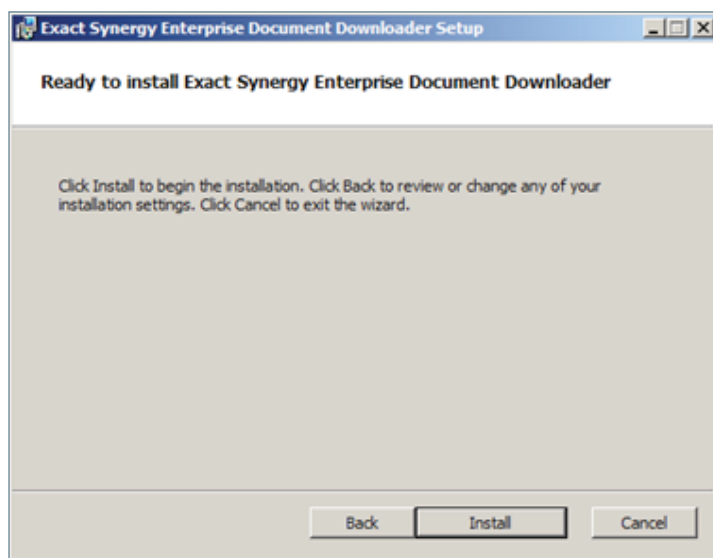 Exact Synergy Enterprise Document Downloader Setup
Ready to install Exact Synergy Enterprise Document Downloader
Click Install to begin the installation. Click Back to review or change any of your
installation settings. Click Cancel to exit the wizard.
Back Install Cancel